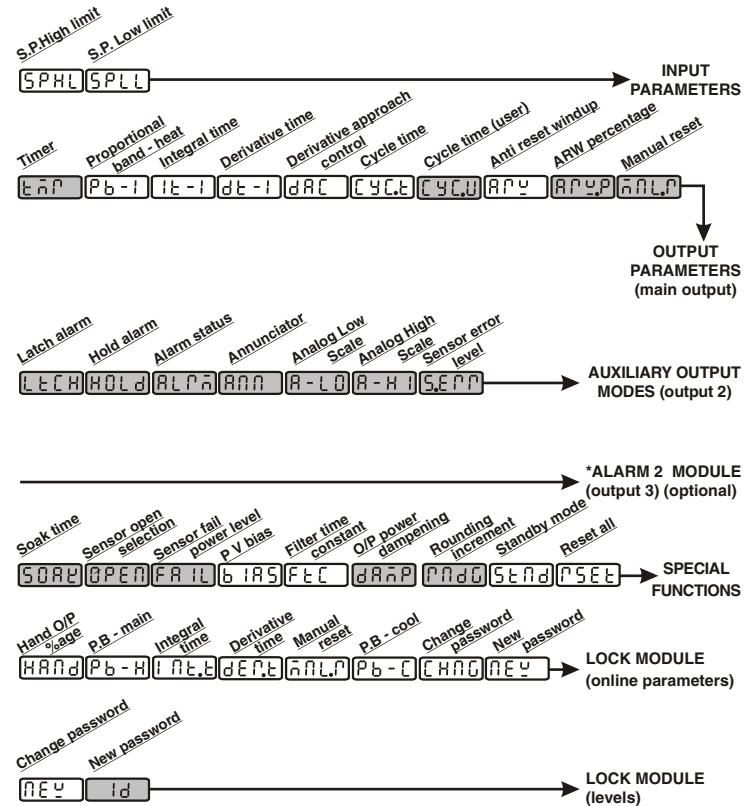 S.P.High limit S.P. Low limit
SPHL SPLL
INPUT
PARAMETERS
Timer Proportional band - heat Integral time Derivative time Derivative approach control Cycle time Cycle time (user) Anti reset windup ARW percentage Manual reset
Pb-1 It-1 dt-1 dAC CYC.t CYC.U
OUTPUT
PARAMETERS
(main output)
Latch alarm Hold alarm Alarm status Annunciator Analog Low Scale Analog High Scale Sensor error level
LtCH HOLd A-LO A-HI
AUXILIARY OUTPUT
MODES (output 2)
*ALARM 2 MODULE
(output 3) (optional)
Soak time Sensor open selection Sensor fail power level P V bias Filter time constant O/P power dampening Rounding increment Standby mode Reset all
OPEN FAIL bIAS FtC
SPECIAL
FUNCTIONS
Hand O/P %age P.B - main Integral time Derivative time Manual reset P.B - cool Change password New password
HAnd Pb-H Int.t dEr.t Pb-C CHNG
LOCK MODULE
(online parameters)
Change password New password
Id
LOCK MODULE
(levels)